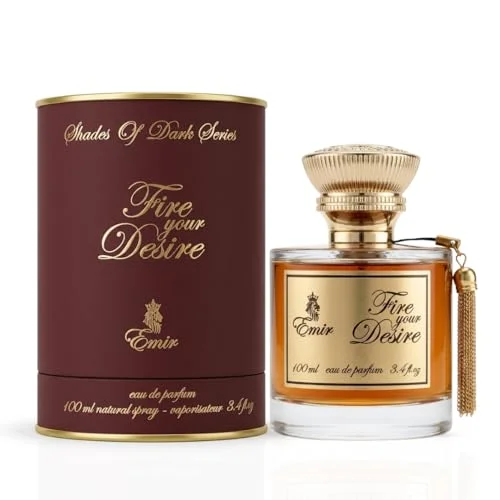 Shades Of Dark Series
Fire
your
Desire
Emir
eau de parfum
100 ml natural spray - vaporisateur 3.4 fl.oz
Fire
your
Desire
Emir
100 ml eau de parfum 3.4 fl.oz